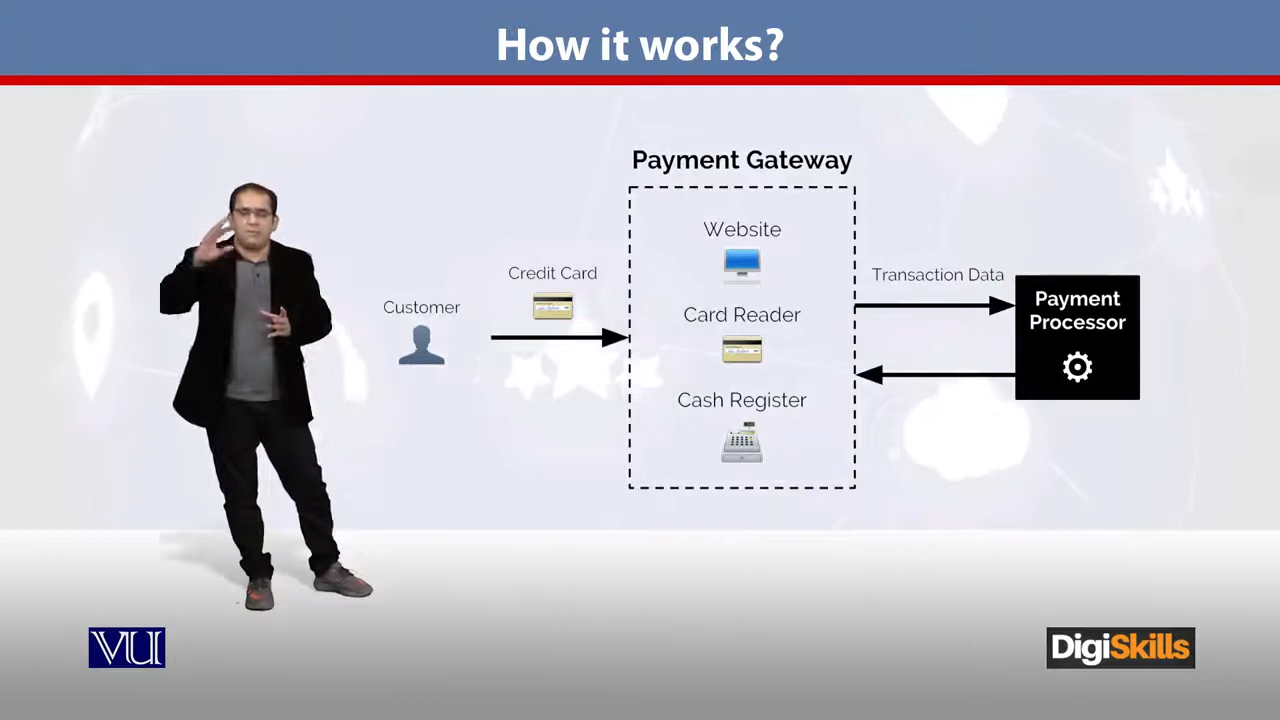 How it works?
Payment Gateway
Website
Credit Card
Transaction Data
Customer
Card Reader
Payment
Processor
Cash Register
VU
DigiSkills